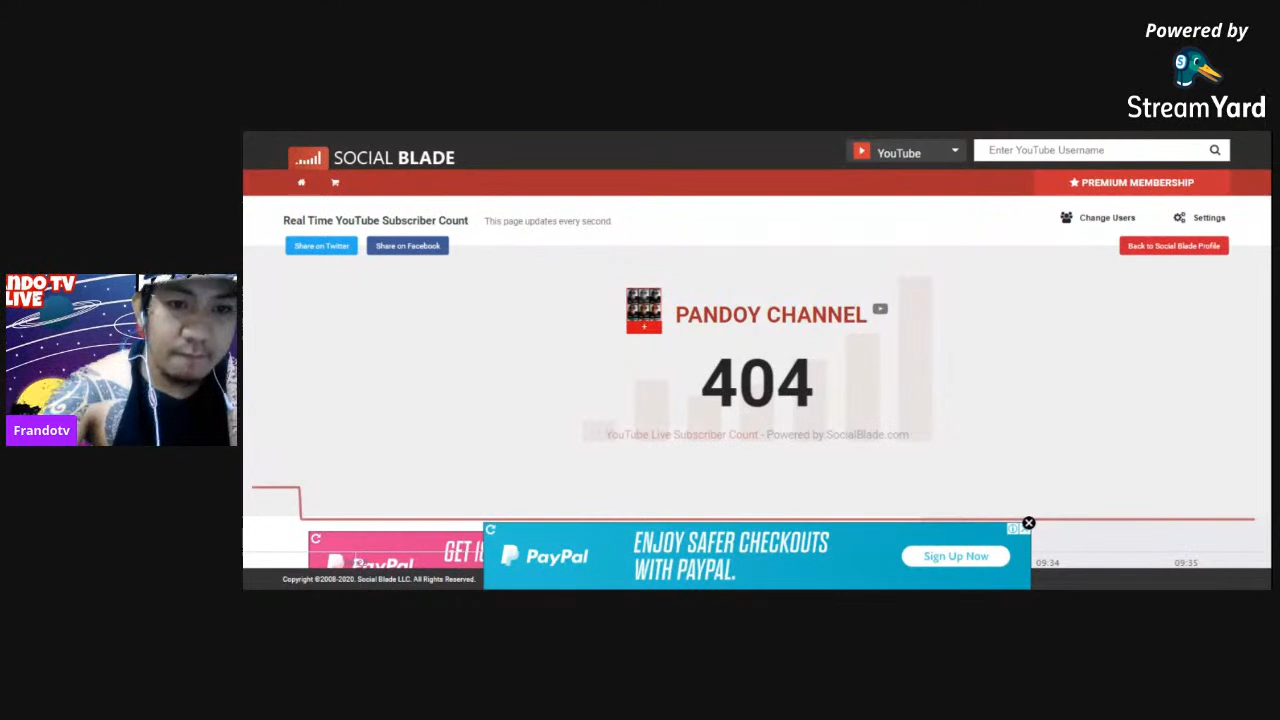 Powered by
StreamYard
SOCIAL BLADE
YouTube
Enter YouTube Username
PREMIUM MEMBERSHIP
Real Time YouTube Subscriber Count
This page updates every second
Change Users
Settings
Share on Twitter
Share on Facebook
Back to Social Blade Profile
NDO TV
LIVE
PANDOY CHANNEL
404
Frandotv
YouTube Live Subscriber Count - Powered by SocialBlade.com
PayPal
GET
PayPal
ENJOY SAFER CHECKOUTS
WITH PAYPAL.
Sign Up Now
09:34
09:35
Copyright ©2008-2020. Social Blade LLC. All Rights Reserved.